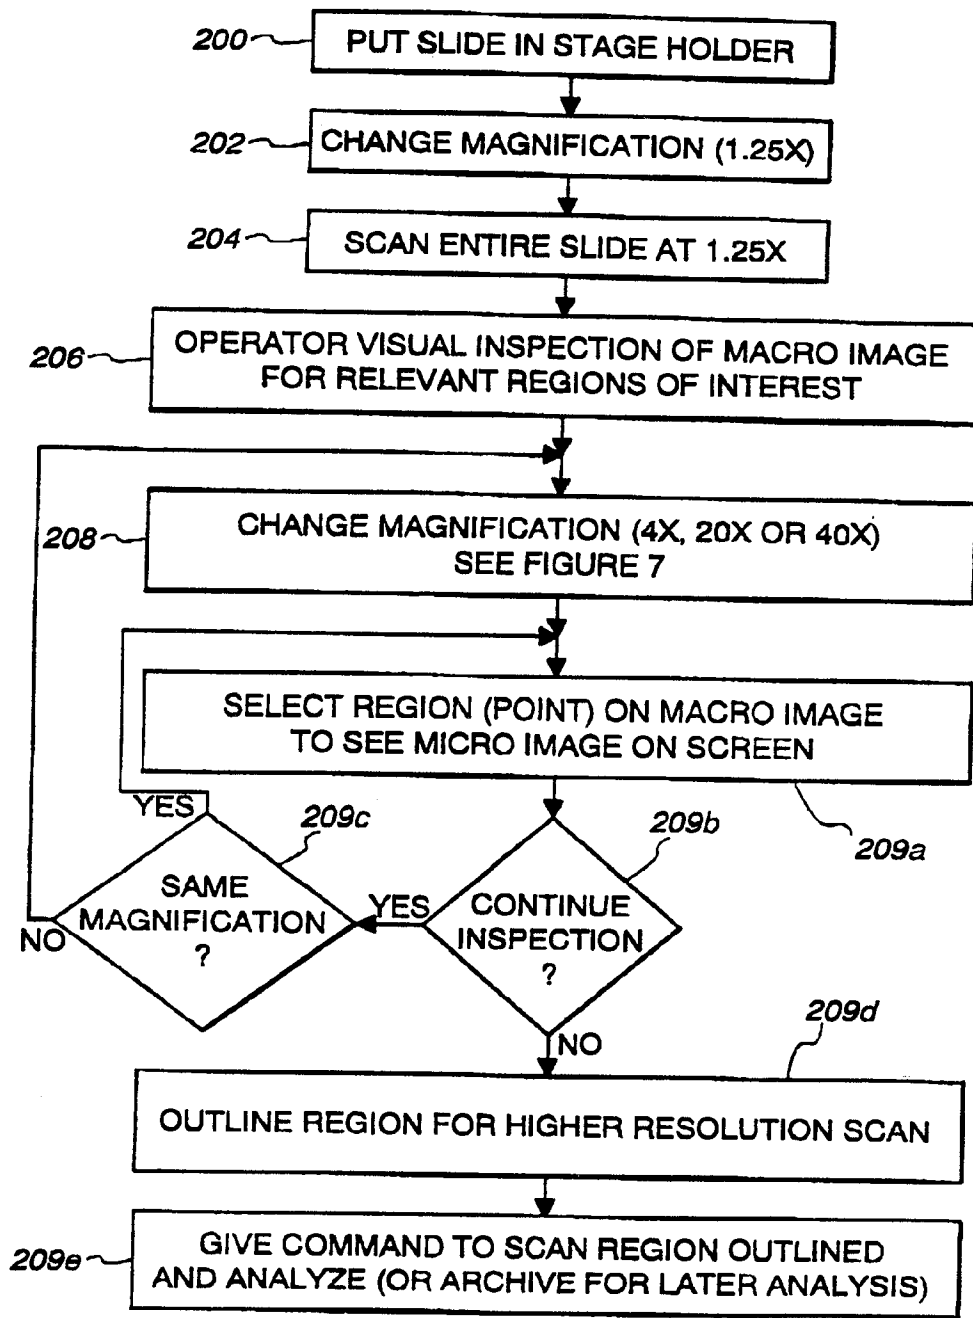 200
PUT SLIDE IN STAGE HOLDER
202
CHANGE MAGNIFICATION (1.25X)
204
SCAN ENTIRE SLIDE AT 1.25X
206
OPERATOR VISUAL INSPECTION OF MACRO IMAGE
FOR RELEVANT REGIONS OF INTEREST
208
CHANGE MAGNIFICATION (4X, 20X OR 40X)
SEE FIGURE 7
SELECT REGION (POINT) ON MACRO IMAGE
TO SEE MICRO IMAGE ON SCREEN
209a
209b
CONTINUE
INSPECTION
?
YES
209c
SAME
MAGNIFICATION
?
YES
NO
NO
209d
OUTLINE REGION FOR HIGHER RESOLUTION SCAN
209e
GIVE COMMAND TO SCAN REGION OUTLINED
AND ANALYZE (OR ARCHIVE FOR LATER ANALYSIS)